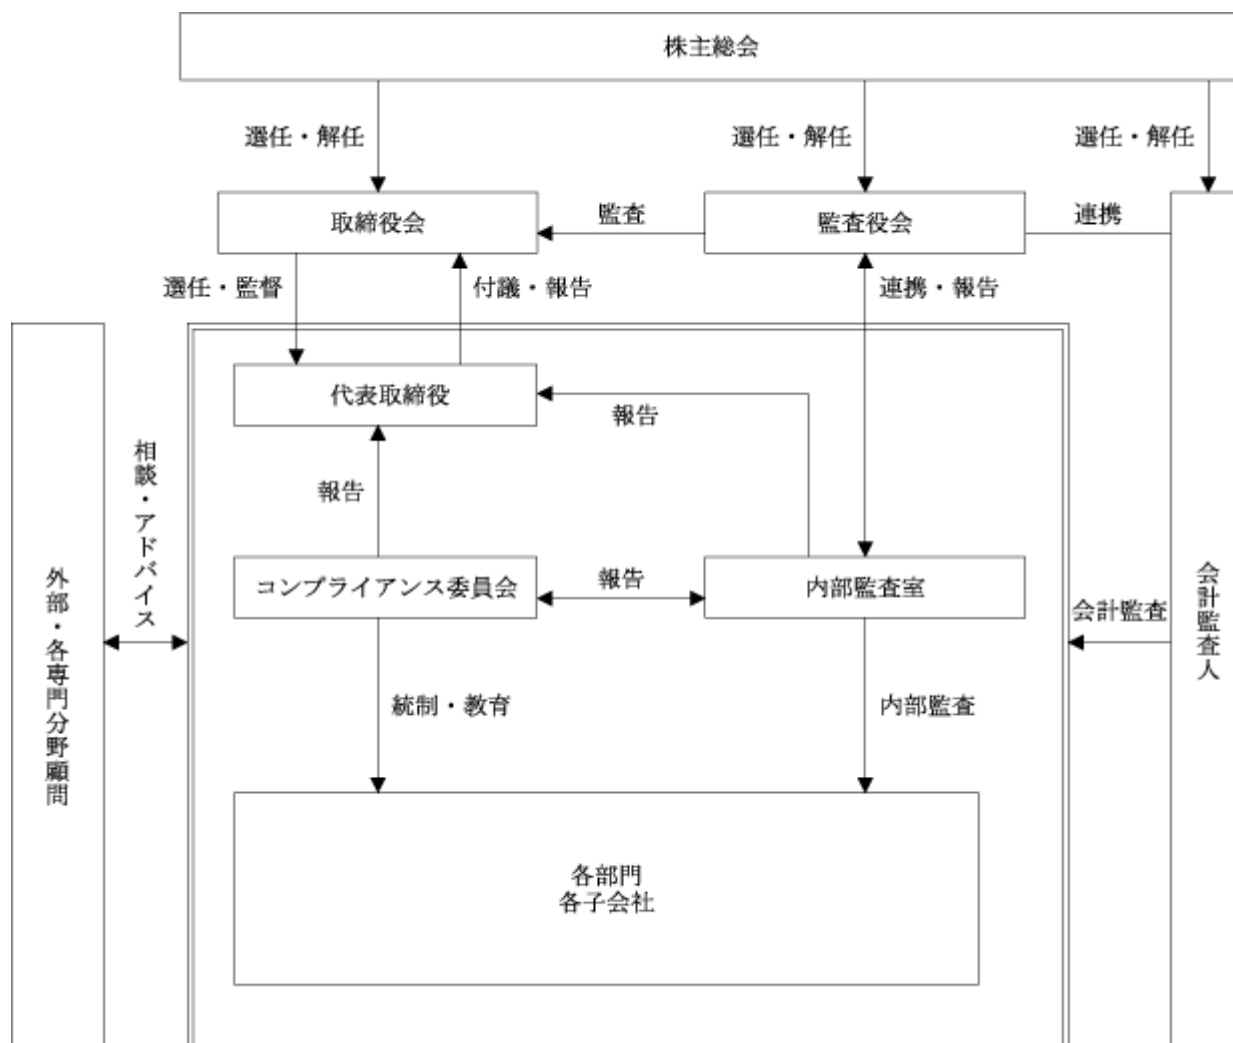 株主総会
選任・解任
選任・解任
選任・解任
取締役会
監査
監査役会
連携
選任・監督
付議・報告
連携・報告
代表取締役
報告
相談・アドバイス
報告
外部・各専門分野顧問
コンプライアンス委員会
報告
内部監査室
会計監査
会計監査人
統制・教育
内部監査
各部門
各子会社